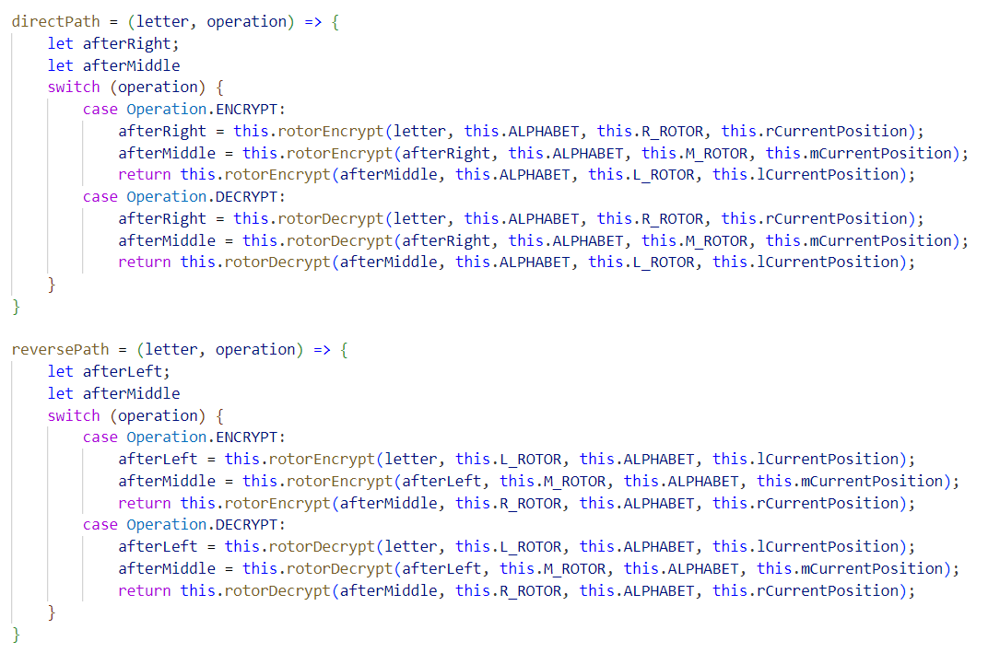 directPath = (letter, operation) => {
    let afterRight;
    let afterMiddle
    switch (operation) {
        case Operation.ENCRYPT:
            afterRight = this.rotorEncrypt(letter, this.ALPHABET, this.R_ROTOR, this.rCurrentPosition);
            afterMiddle = this.rotorEncrypt(afterRight, this.ALPHABET, this.M_ROTOR, this.mCurrentPosition);
            return this.rotorEncrypt(afterMiddle, this.ALPHABET, this.L_ROTOR, this.lCurrentPosition);
        case Operation.DECRYPT:
            afterRight = this.rotorDecrypt(letter, this.ALPHABET, this.R_ROTOR, this.rCurrentPosition);
            afterMiddle = this.rotorDecrypt(afterRight, this.ALPHABET, this.M_ROTOR, this.mCurrentPosition);
            return this.rotorDecrypt(afterMiddle, this.ALPHABET, this.L_ROTOR, this.lCurrentPosition);
    }
}

reversePath = (letter, operation) => {
    let afterLeft;
    let afterMiddle
    switch (operation) {
        case Operation.ENCRYPT:
            afterLeft = this.rotorEncrypt(letter, this.L_ROTOR, this.ALPHABET, this.lCurrentPosition);
            afterMiddle = this.rotorEncrypt(afterLeft, this.M_ROTOR, this.ALPHABET, this.mCurrentPosition);
            return this.rotorEncrypt(afterMiddle, this.R_ROTOR, this.ALPHABET, this.rCurrentPosition);
        case Operation.DECRYPT:
            afterLeft = this.rotorDecrypt(letter, this.L_ROTOR, this.ALPHABET, this.lCurrentPosition);
            afterMiddle = this.rotorDecrypt(afterLeft, this.M_ROTOR, this.ALPHABET, this.mCurrentPosition);
            return this.rotorDecrypt(afterMiddle, this.R_ROTOR, this.ALPHABET, this.rCurrentPosition);
    }
}